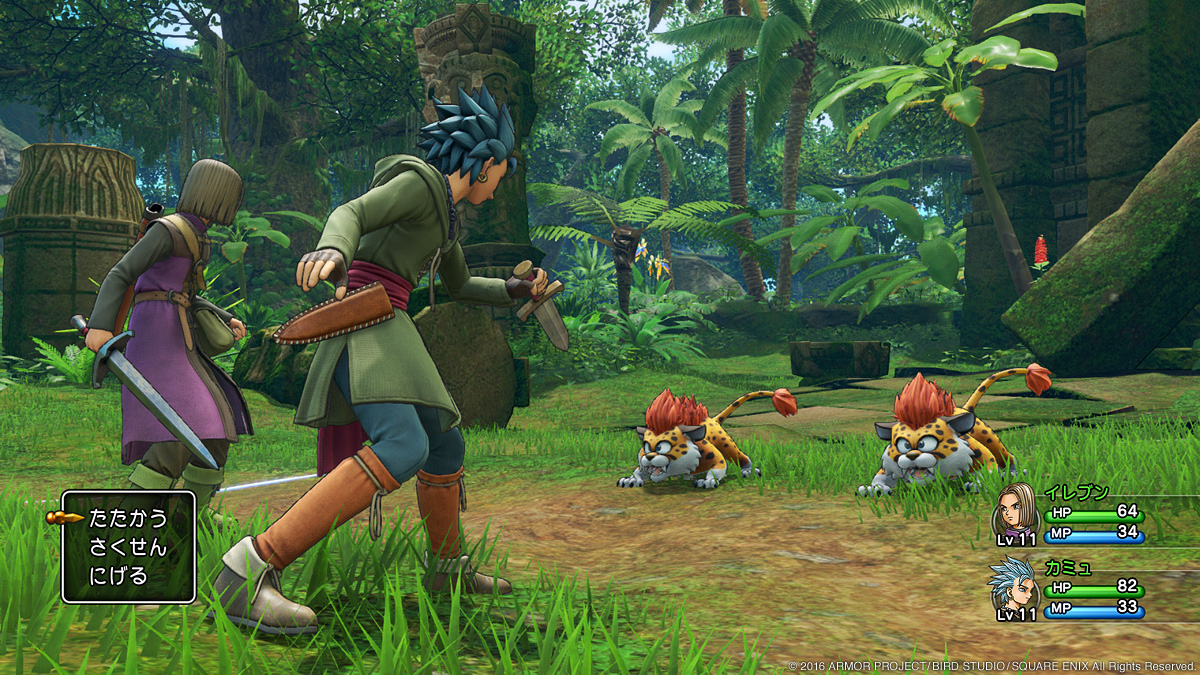 たたかう
さくせん
にげる
イレブン
HP 64
Lv 11 MP 34
カミュ
HP 82
Lv 11 MP 33
© 2016 ARMOR PROJECT/BIRD STUDIO/SQUARE ENIX All Rights Reserved.